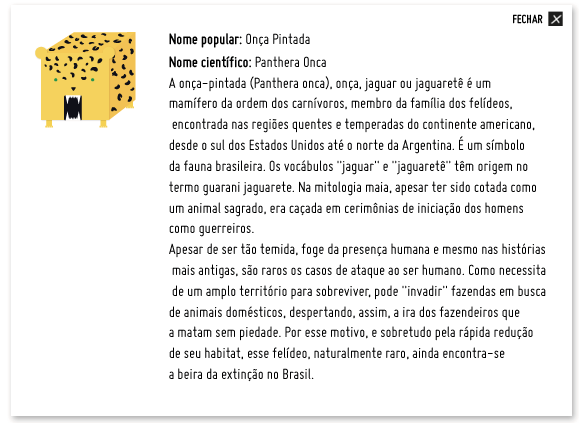 FECHAR X
Nome popular: Onça Pintada
Nome científico: Panthera Onca
A onça-pintada (Panthera onca), onça, jaguar ou jaguaretê é um
mamífero da ordem dos carnívoros, membro da família dos felídeos,
encontrada nas regiões quentes e temperadas do continente americano,
desde o sul dos Estados Unidos até o norte da Argentina. É um símbolo
da fauna brasileira. Os vocábulos "jaguar" e "jaguaretê" têm origem no
termo guarani jaguarete. Na mitologia maia, apesar ter sido cotada como
um animal sagrado, era caçada em cerimônias de iniciação dos homens
como guerreiros.
Apesar de ser tão temida, foge da presença humana e mesmo nas histórias
mais antigas, são raros os casos de ataque ao ser humano. Como necessita
de um amplo território para sobreviver, pode "invadir" fazendas em busca
de animais domésticos, despertando, assim, a ira dos fazendeiros que
a matam sem piedade. Por esse motivo, e sobretudo pela rápida redução
de seu habitat, esse felídeo, naturalmente raro, ainda encontra-se
a beira da extinção no Brasil.